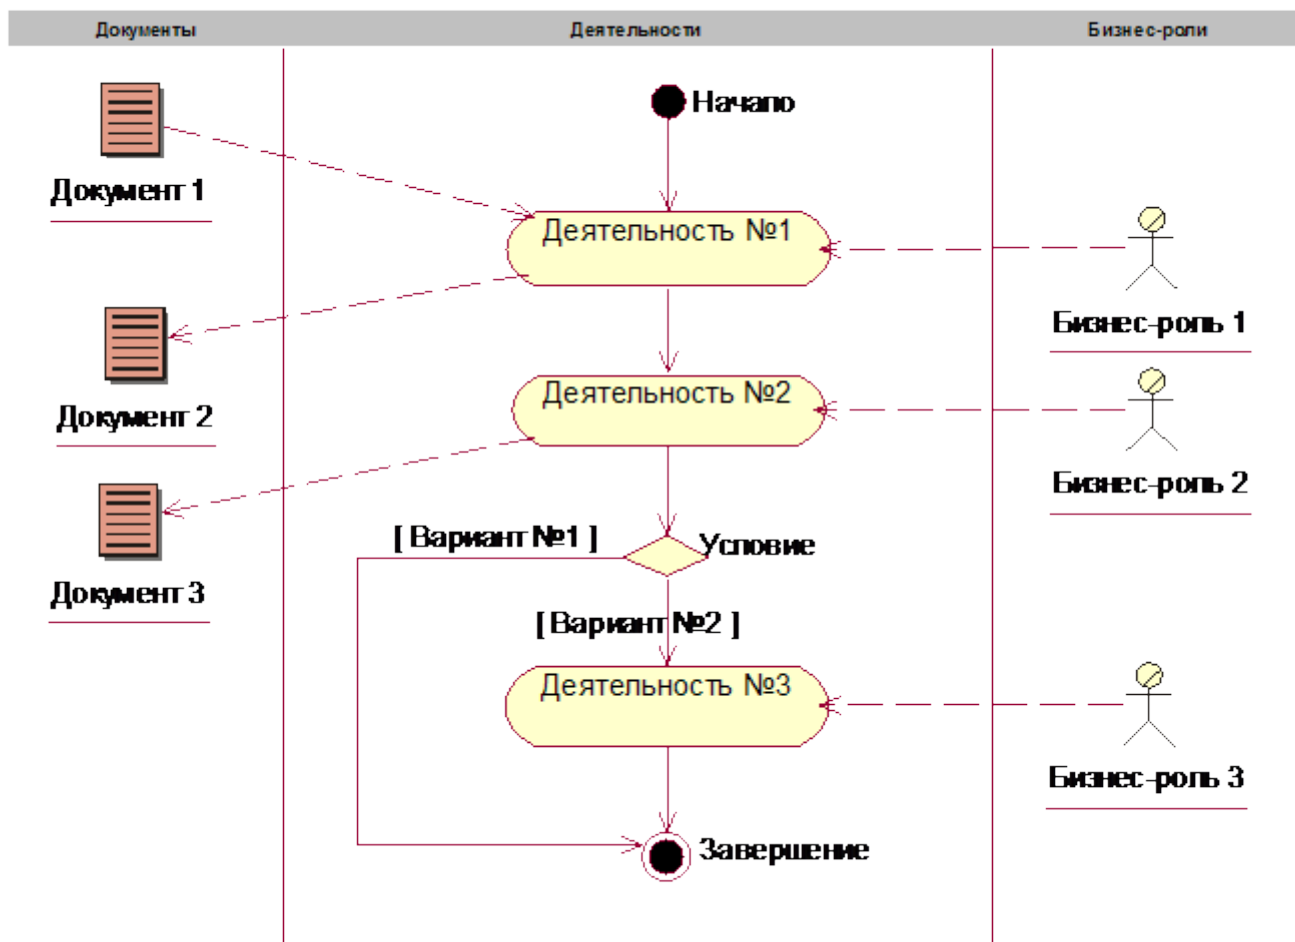 Документы
Деятельности
Бизнес-роли
Начало
Документ 1
Деятельность №1
Бизнес-роль 1
Документ 2
Деятельность №2
Бизнес-роль 2
[ Вариант №1 ]
Условие
Документ 3
[ Вариант №2 ]
Деятельность №3
Бизнес-роль 3
Завершение